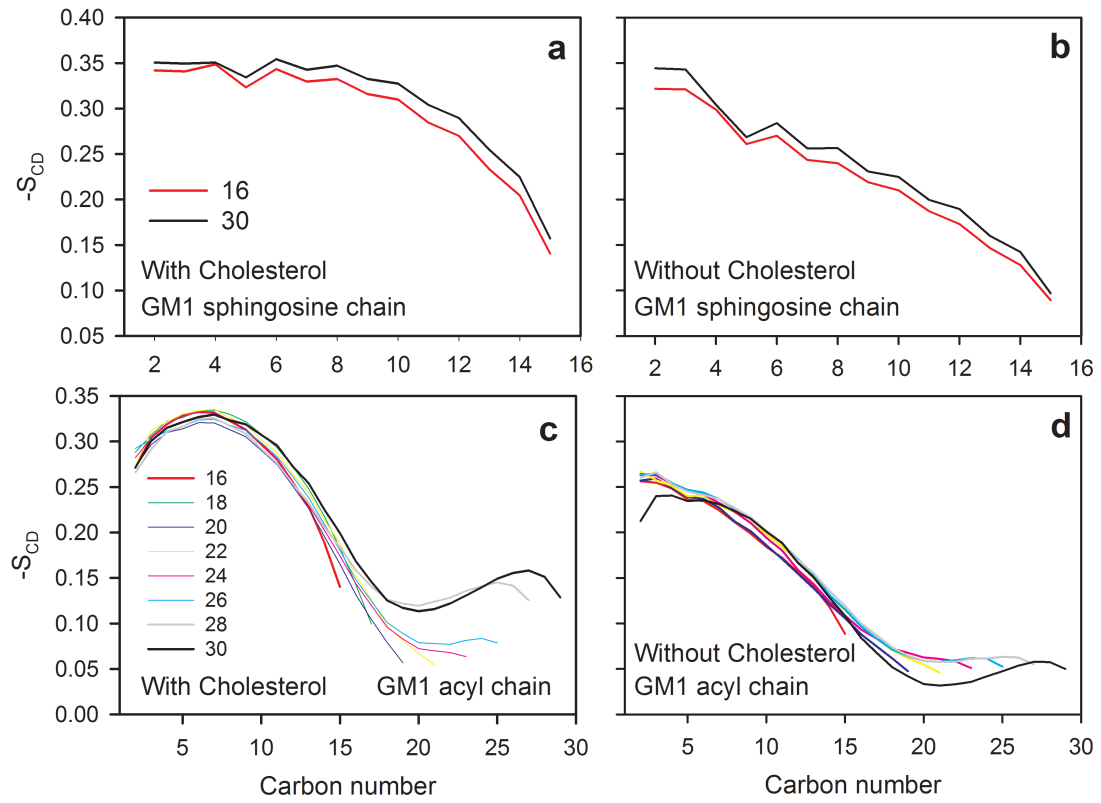 0.40
0.35
0.30
0.25
0.20
0.15
0.10
0.05
-S_CD
a
16
30
With Cholesterol
GM1 sphingosine chain
2 4 6 8 10 12 14 16
b
Without Cholesterol
GM1 sphingosine chain
2 4 6 8 10 12 14 16
0.35
0.30
0.25
0.20
0.15
0.10
0.05
0.00
-S_CD
c
16
18
20
22
24
26
28
30
With Cholesterol GM1 acyl chain
5 10 15 20 25 30
Carbon number
d
Without Cholesterol
GM1 acyl chain
5 10 15 20 25 30
Carbon number